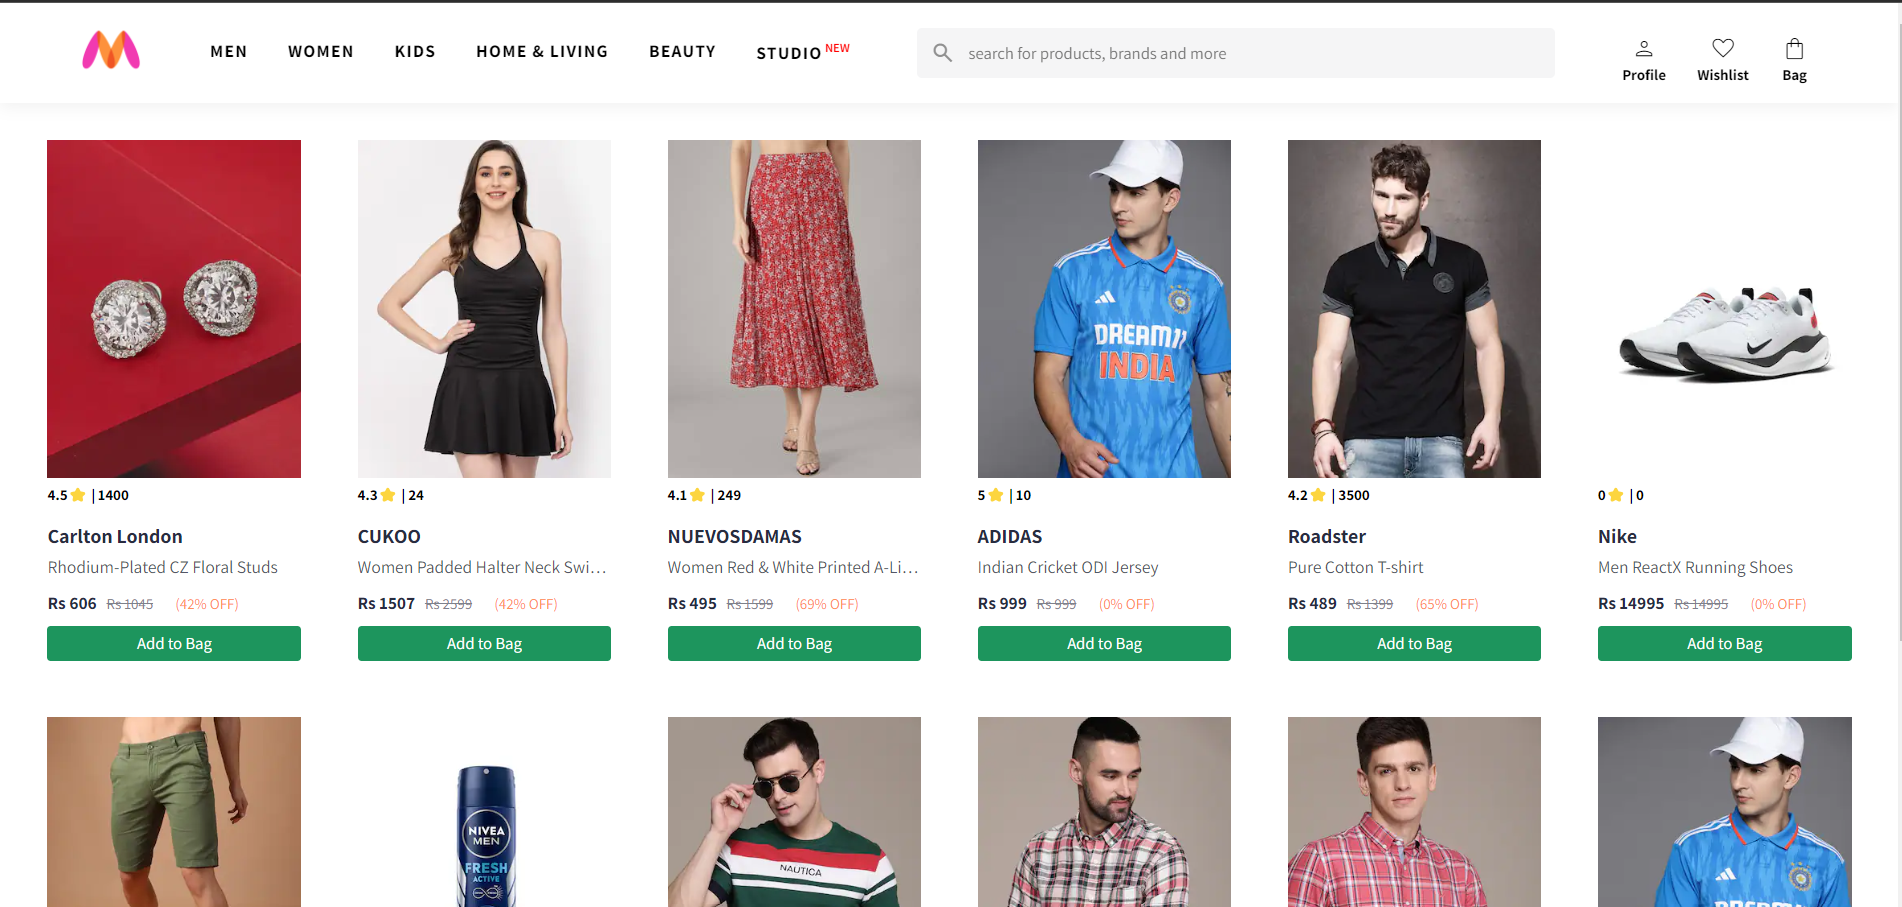 MEN WOMEN KIDS HOME & LIVING BEAUTY STUDIO NEW search for products, brands and more Profile Wishlist Bag
DREAM11
INDIA
4.5 | 1400
Carlton London
Rhodium-Plated CZ Floral Studs
Rs 606 Rs 1045 (42% OFF)
Add to Bag
4.3 | 24
CUKOO
Women Padded Halter Neck Swi...
Rs 1507 Rs 2599 (42% OFF)
Add to Bag
4.1 | 249
NUEVOSDAMAS
Women Red & White Printed A-Li...
Rs 495 Rs 1599 (69% OFF)
Add to Bag
5 | 10
ADIDAS
Indian Cricket ODI Jersey
Rs 999 Rs 999 (0% OFF)
Add to Bag
4.2 | 3500
Roadster
Pure Cotton T-shirt
Rs 489 Rs 1399 (65% OFF)
Add to Bag
0 | 0
Nike
Men ReactX Running Shoes
Rs 14995 Rs 14995 (0% OFF)
Add to Bag
NIVEA
MEN
FRESH
ACTIVE
NAUTICA
DREAM11